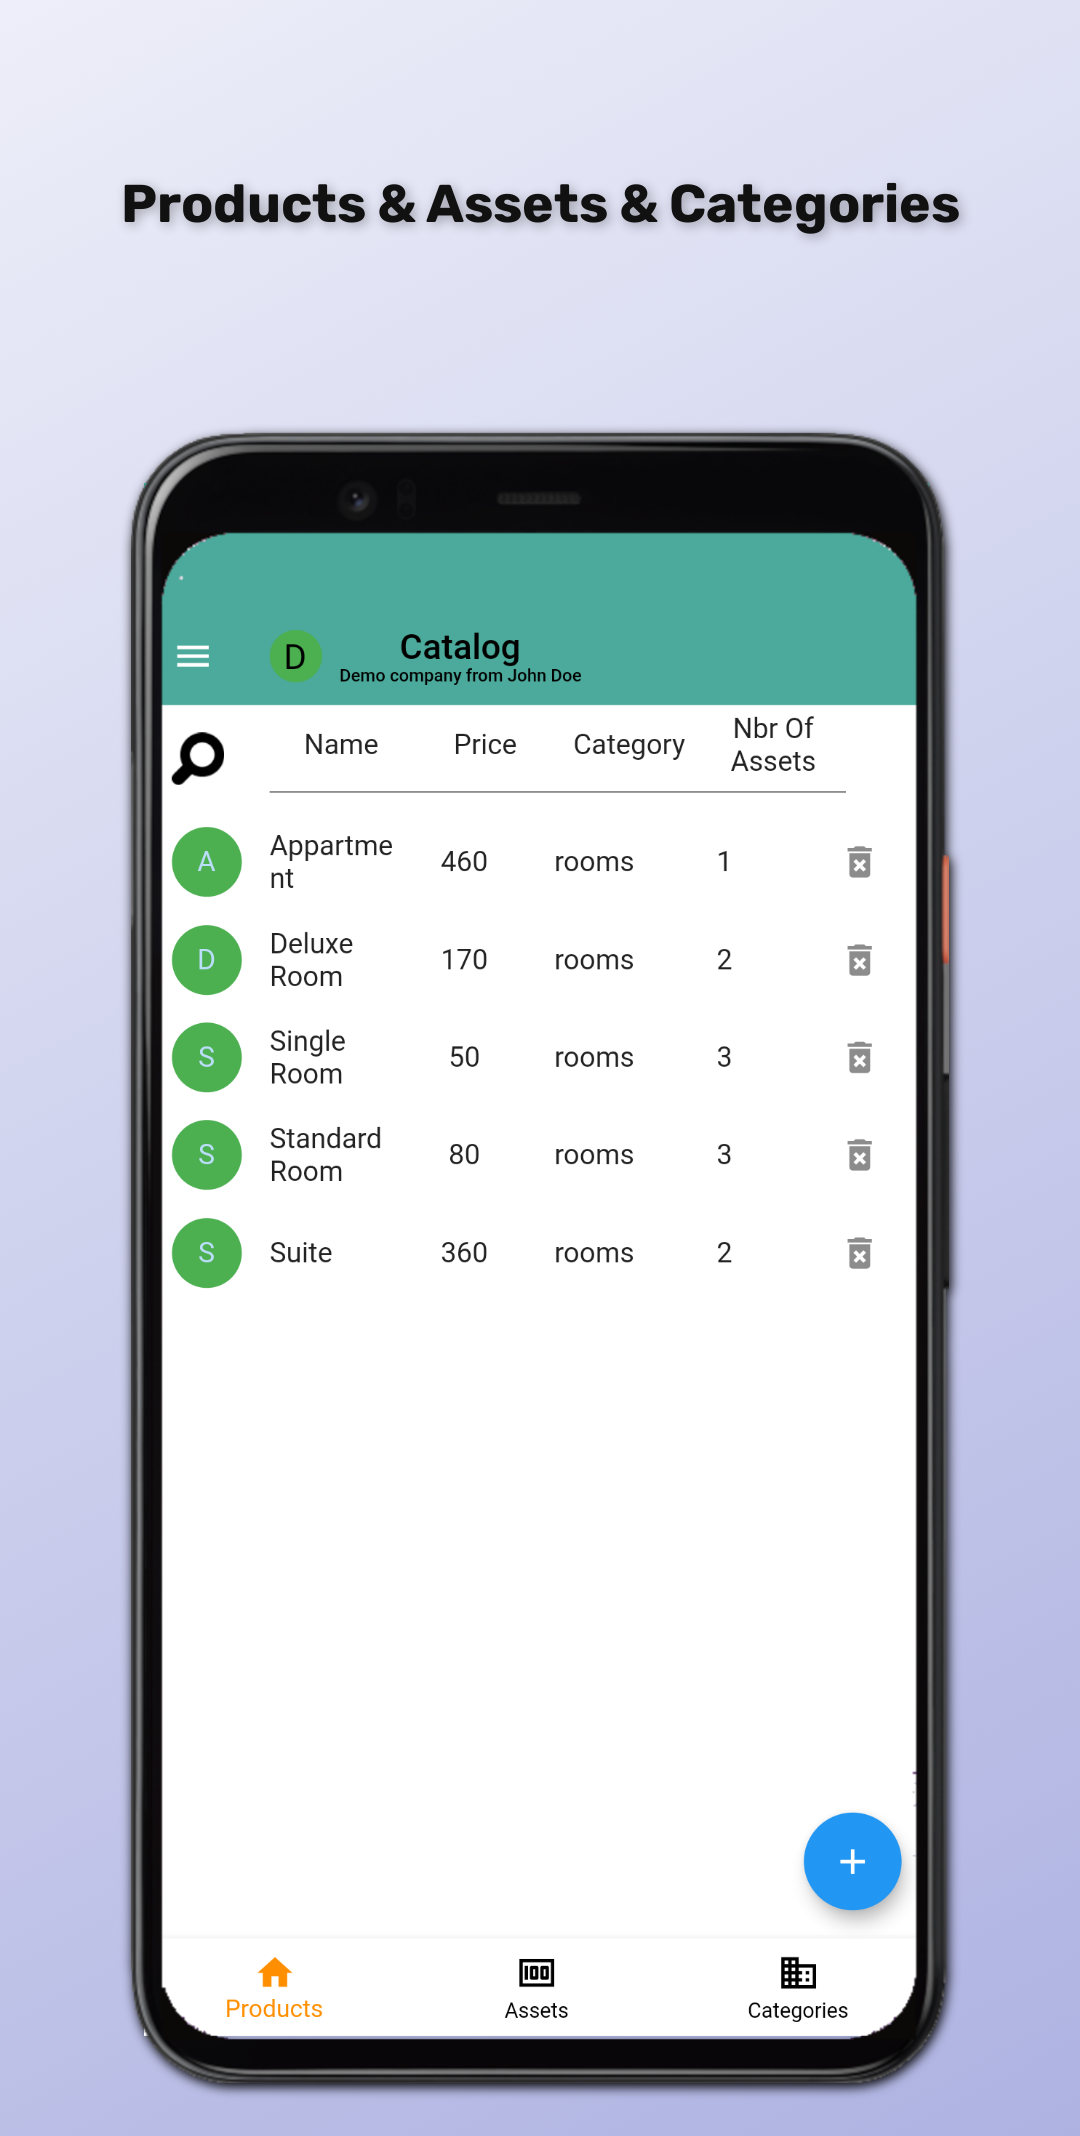 Products & Assets & Categories
D
Catalog
Demo company from John Doe
Name Price Category Nbr Of
Assets
A Appartme 460 rooms 1
nt
D Deluxe 170 rooms 2
Room
S Single 50 rooms 3
Room
S Standard 80 rooms 3
Room
S Suite 360 rooms 2
+
Products Assets Categories